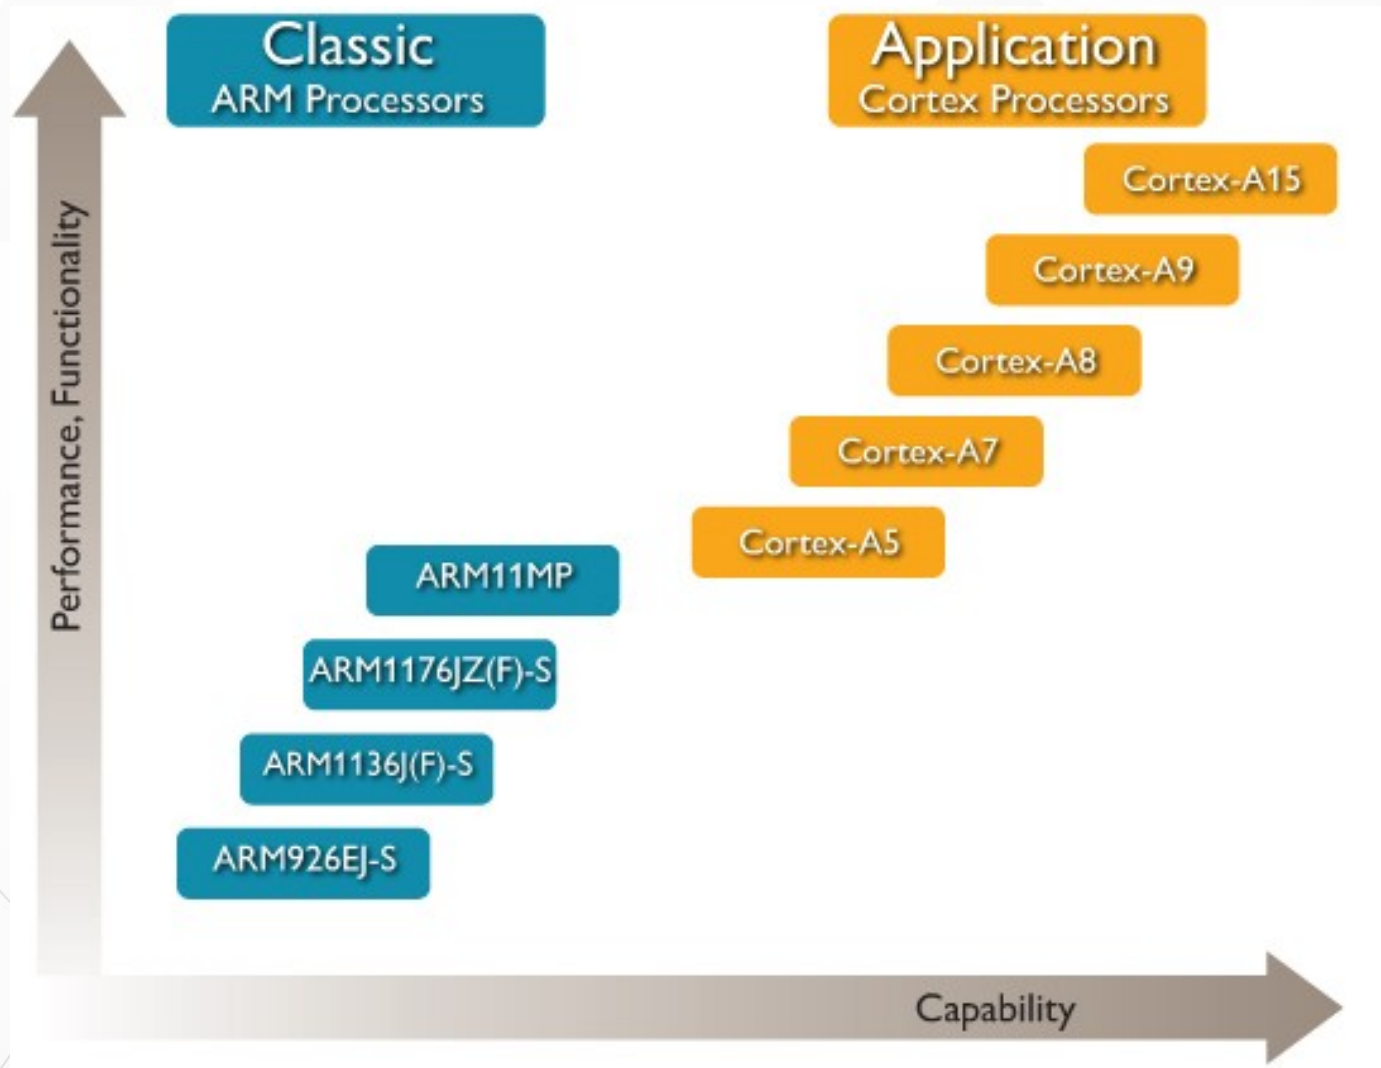 Classic
ARM Processors
Application
Cortex Processors
Cortex-A15
Cortex-A9
Cortex-A8
Cortex-A7
Cortex-A5
ARM11MP
ARM1176JZ(F)-S
ARM1136J(F)-S
ARM926EJ-S
Performance, Functionality
Capability